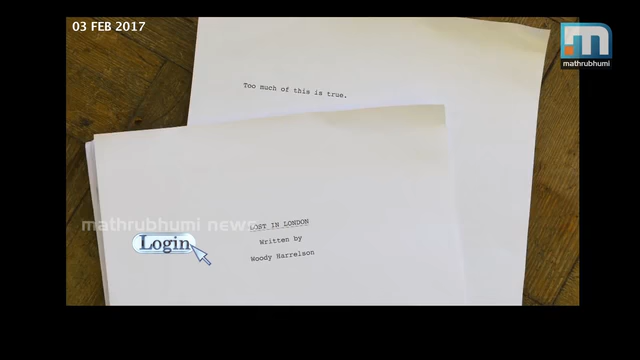 03 FEB 2017
mathrubhumi
Too much of this is true.
mathrubhumi news
LOST IN LONDON
Login
Written by
Woody Harrelson